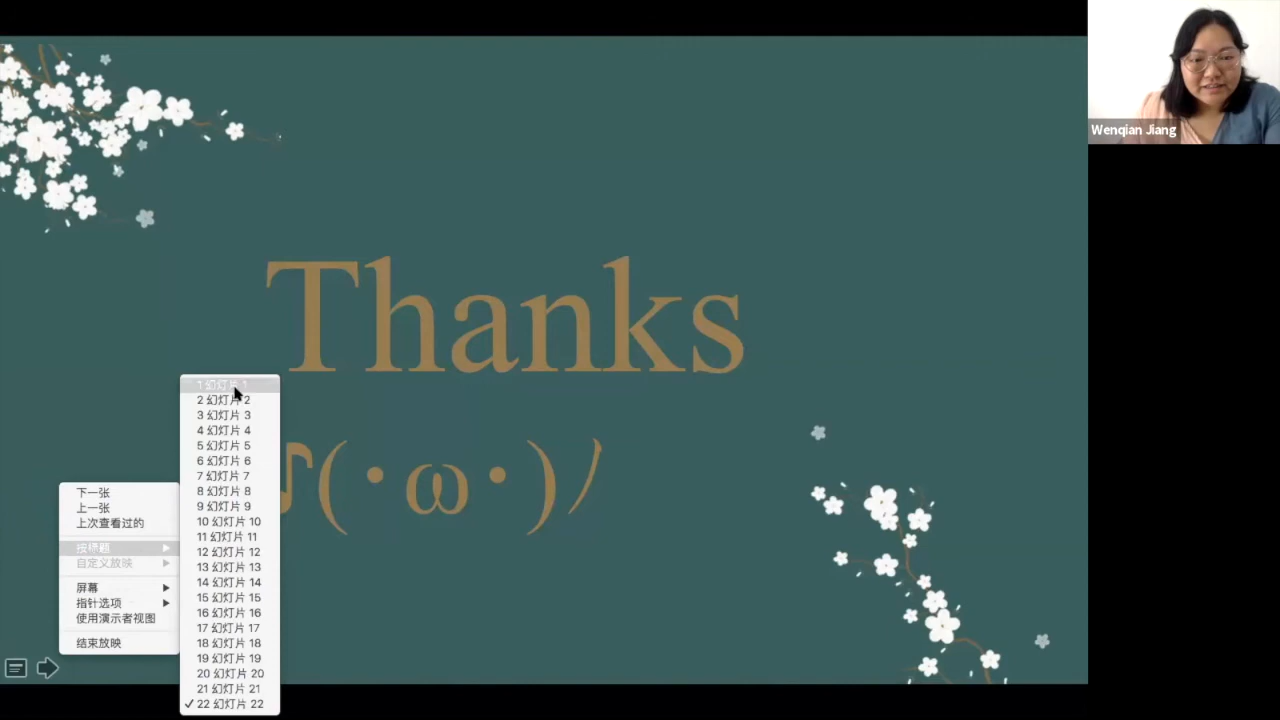 Wenqian Jiang
Thanks
♪(・ω・)ノ
下一张
上一张
上次查看过的
按标题
自定义放映
屏幕
指针选项
使用演示者视图
结束放映
1 幻灯片 1
2 幻灯片 2
3 幻灯片 3
4 幻灯片 4
5 幻灯片 5
6 幻灯片 6
7 幻灯片 7
8 幻灯片 8
9 幻灯片 9
10 幻灯片 10
11 幻灯片 11
12 幻灯片 12
13 幻灯片 13
14 幻灯片 14
15 幻灯片 15
16 幻灯片 16
17 幻灯片 17
18 幻灯片 18
19 幻灯片 19
20 幻灯片 20
21 幻灯片 21
✓ 22 幻灯片 22